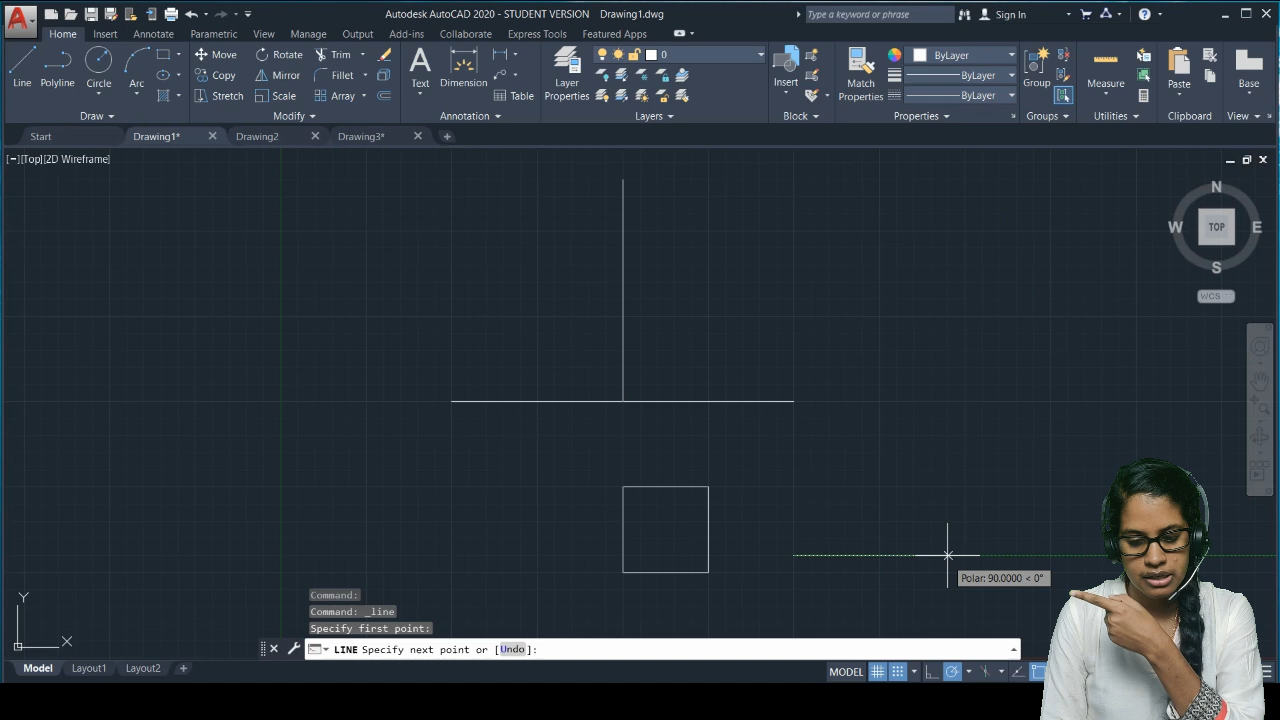 A Autodesk AutoCAD 2020 - STUDENT VERSION Drawing1.dwg Type a keyword or phrase Sign In
Home Insert Annotate Parametric View Manage Output Add-ins Collaborate Express Tools Featured Apps
Line Polyline Circle Arc
Move Rotate Trim
Copy Mirror Fillet
Stretch Scale Array
Text Dimension Table
Layer Properties 0
Insert
Match Properties ByLayer
ByLayer
ByLayer
Group Measure Paste Base
Draw Modify Annotation Layers Block Properties Groups Utilities Clipboard View
Start Drawing1* Drawing2 Drawing3*
[−][Top][2D Wireframe]
N
W TOP E
S
WCS
Polar: 90.0000 < 0°
Command:
Y
Command: _line
Specify first point:
X
LINE Specify next point or [Undo]:
Model Layout1 Layout2 MODEL